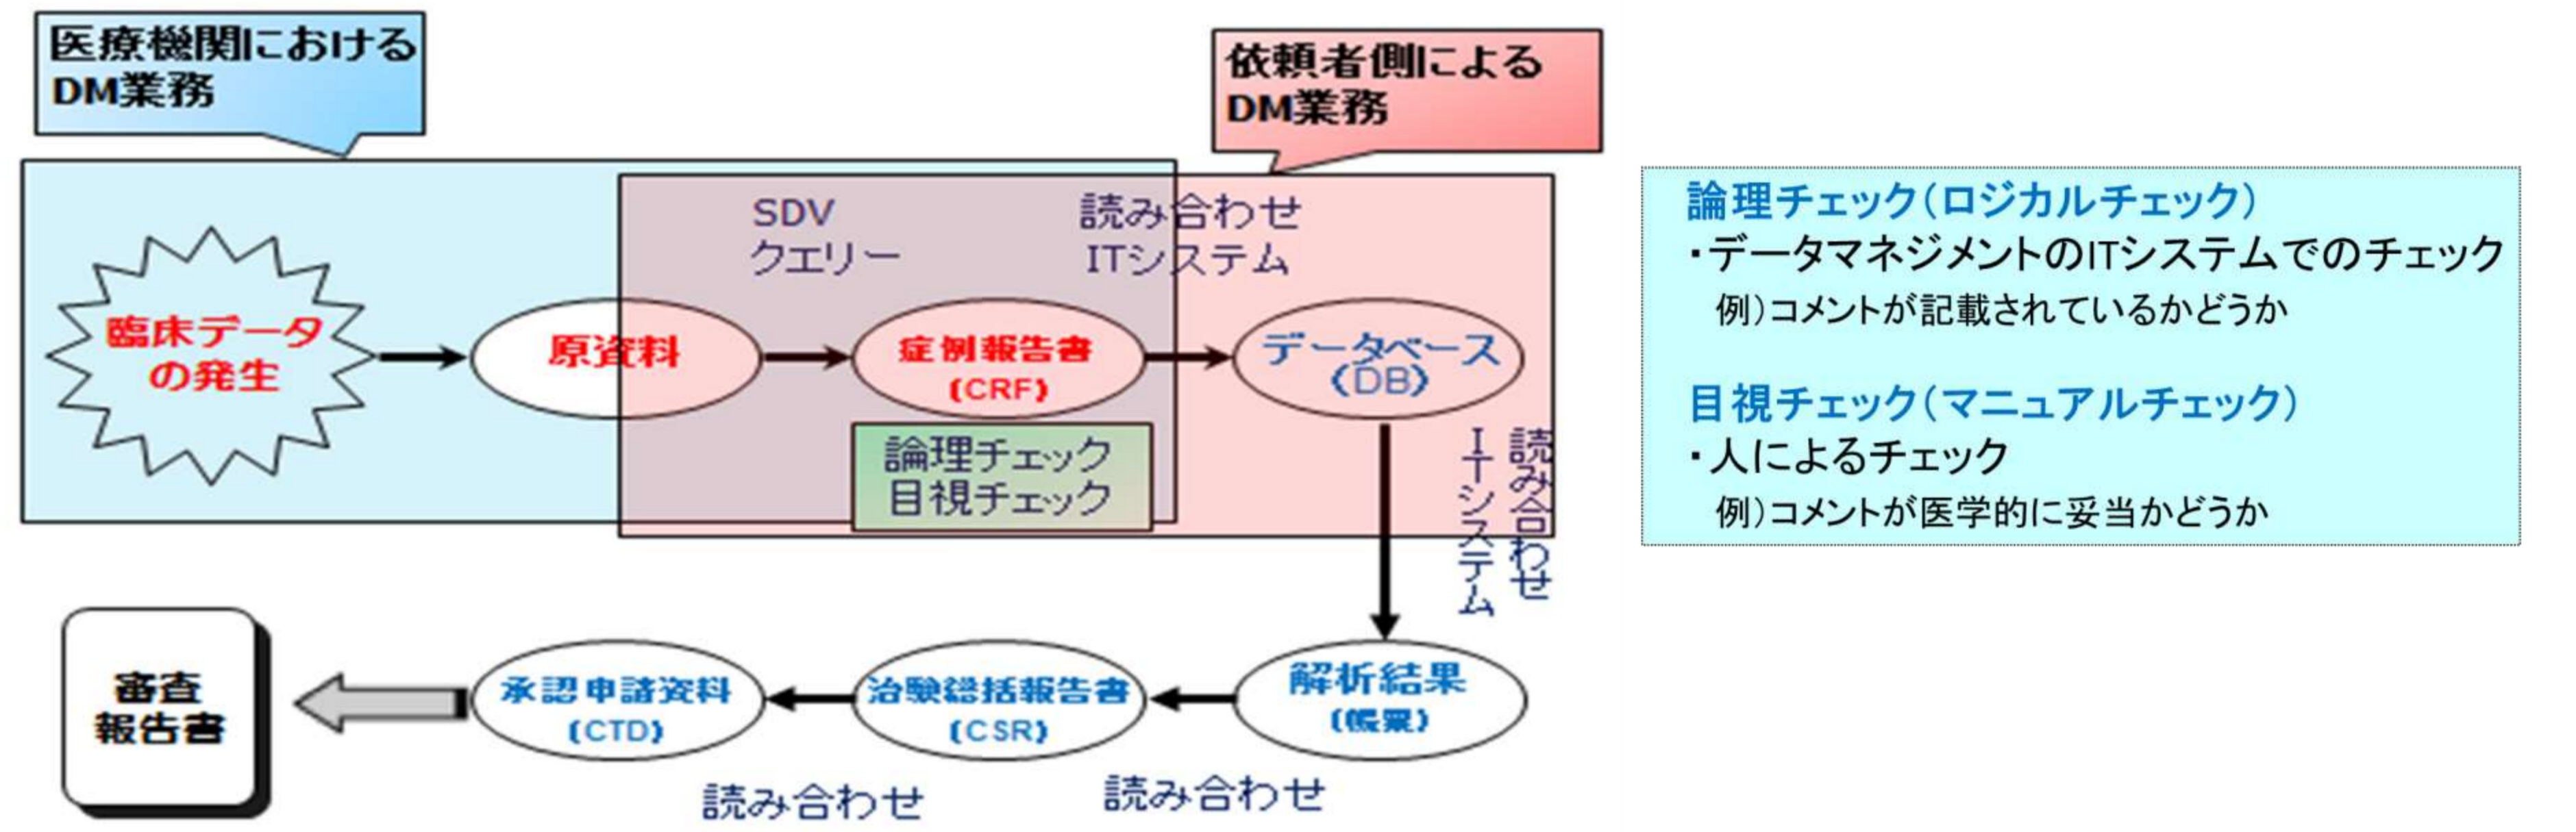 医療機関における
DM業務
依頼者側による
DM業務
SDV
クエリー
読み合わせ
ITシステム
臨床データ
の発生
原資料
症例報告書
(CRF)
データベース
(DB)
論理チェック
目視チェック
読み合わせ
ITシステム
審査
報告書
承認申請資料
(CTD)
治験総括報告書
(CSR)
解析結果
(帳票)
読み合わせ
読み合わせ
論理チェック(ロジカルチェック)
・データマネジメントのITシステムでのチェック
例)コメントが記載されているかどうか
目視チェック(マニュアルチェック)
・人によるチェック
例)コメントが医学的に妥当かどうか